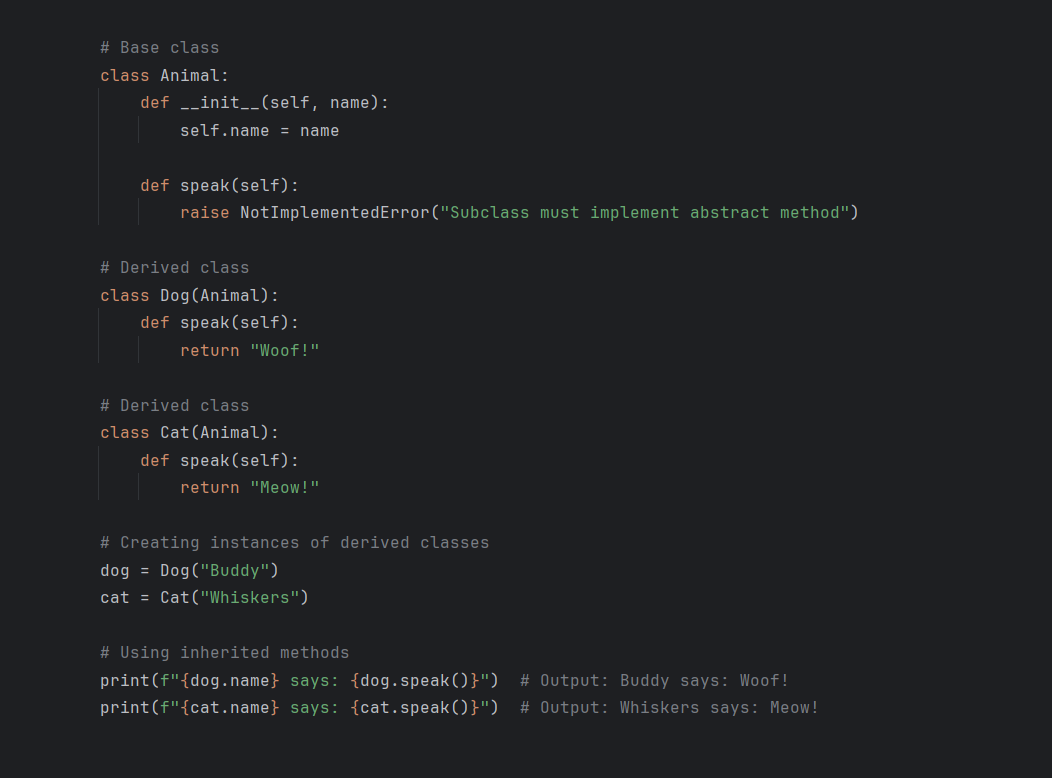 # Base class
class Animal:
    def __init__(self, name):
        self.name = name

    def speak(self):
        raise NotImplementedError("Subclass must implement abstract method")

# Derived class
class Dog(Animal):
    def speak(self):
        return "Woof!"

# Derived class
class Cat(Animal):
    def speak(self):
        return "Meow!"

# Creating instances of derived classes
dog = Dog("Buddy")
cat = Cat("Whiskers")

# Using inherited methods
print(f"{dog.name} says: {dog.speak()}")  # Output: Buddy says: Woof!
print(f"{cat.name} says: {cat.speak()}")  # Output: Whiskers says: Meow!